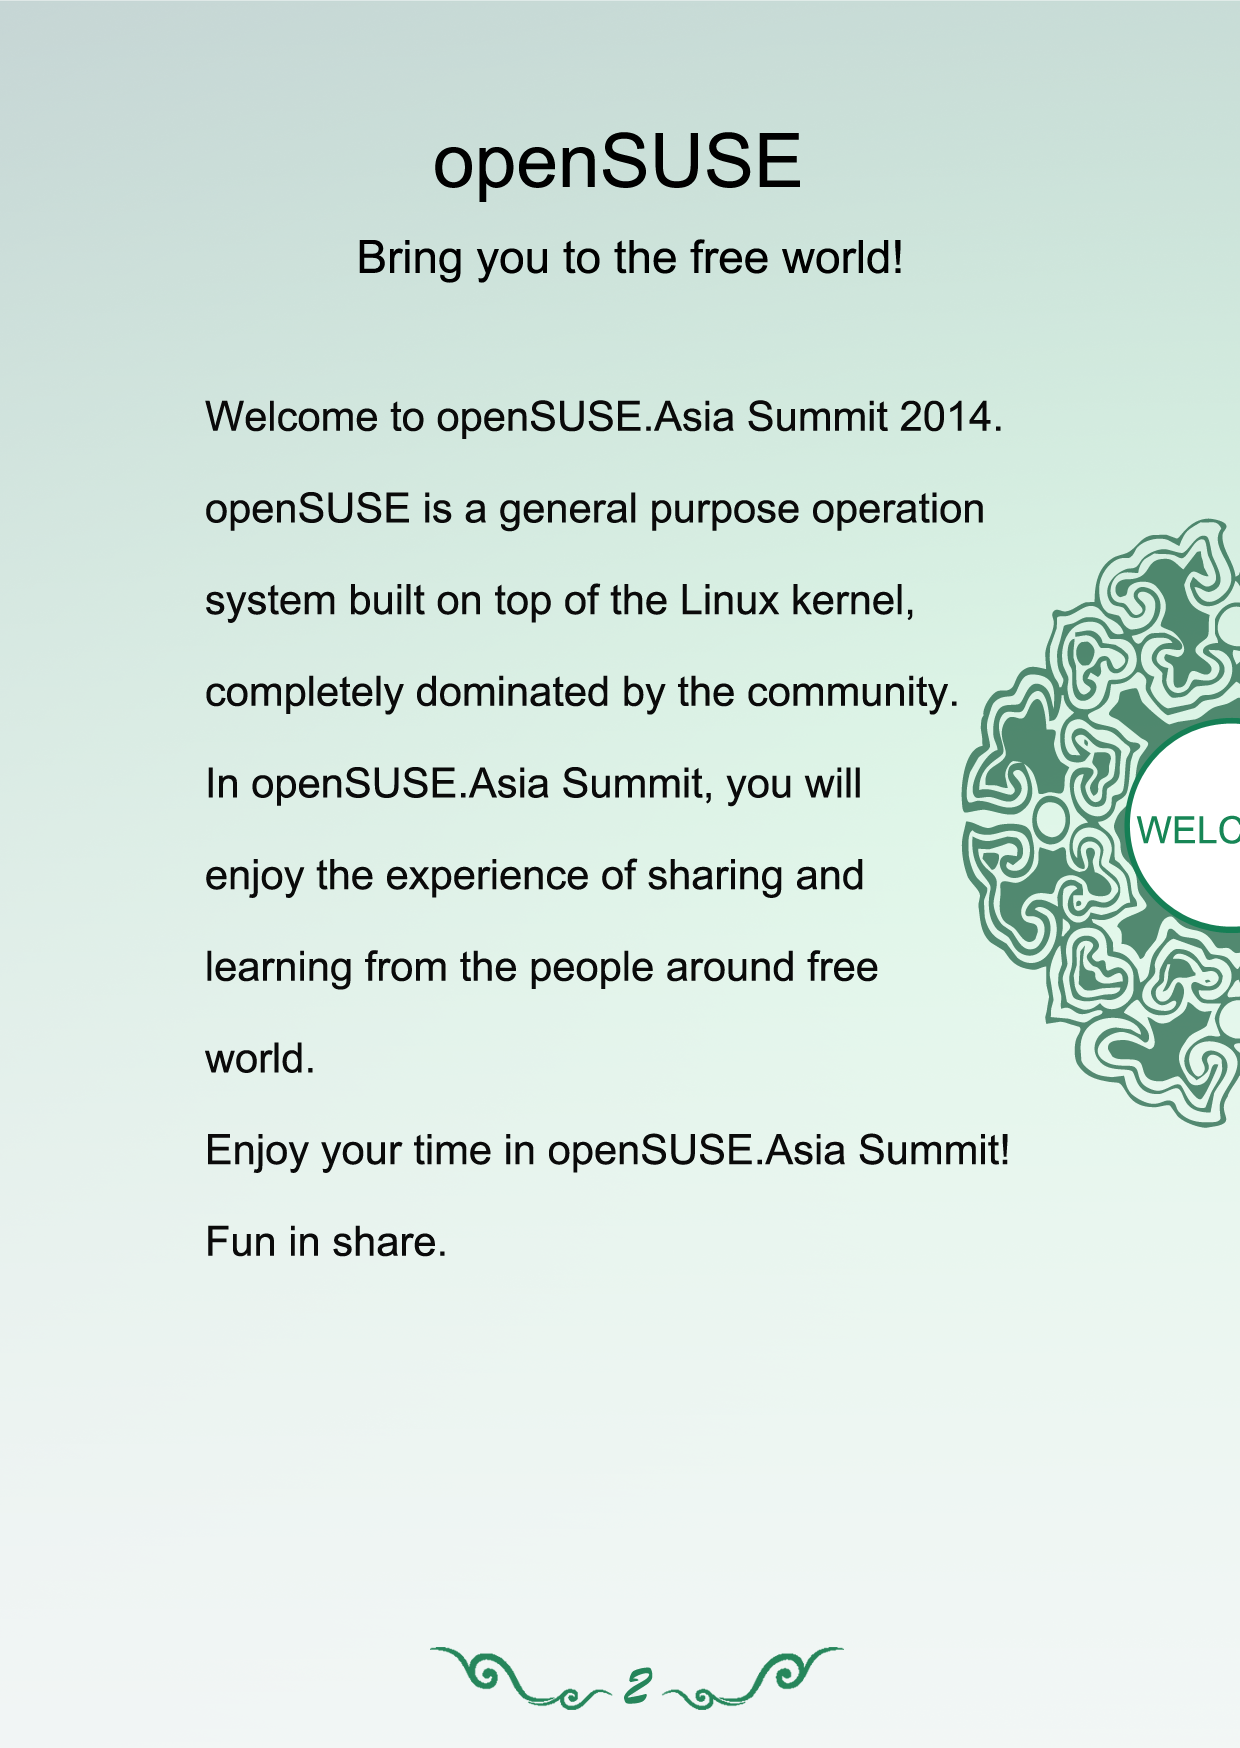 openSUSE
Bring you to the free world!
Welcome to openSUSE.Asia Summit 2014.
openSUSE is a general purpose operation
system built on top of the Linux kernel,
completely dominated by the community.
In openSUSE.Asia Summit, you will
WELC
enjoy the experience of sharing and
learning from the people around free
world.
Enjoy your time in openSUSE.Asia Summit!
Fun in share.
2